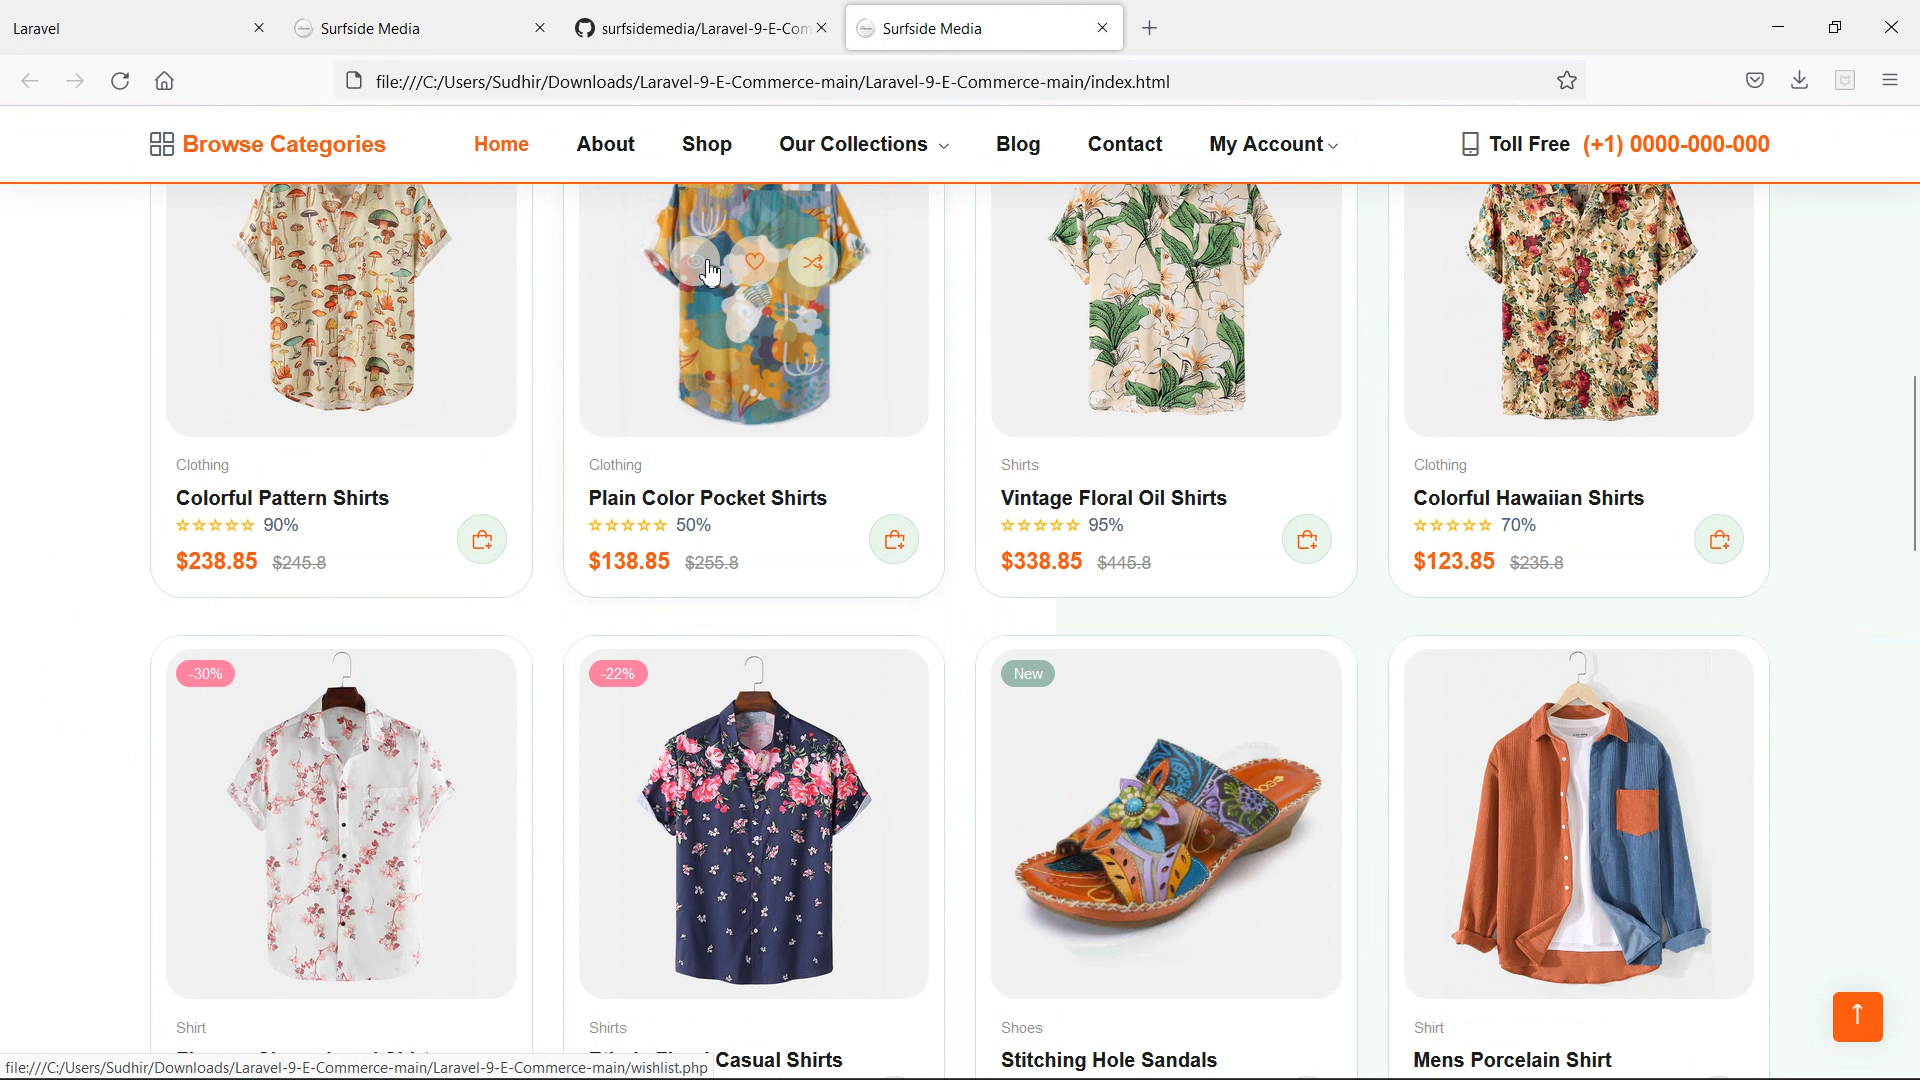 Laravel
Surfside Media
surfsidemedia/Laravel-9-E-Com
Surfside Media
file:///C:/Users/Sudhir/Downloads/Laravel-9-E-Commerce-main/Laravel-9-E-Commerce-main/index.html
Browse Categories
Home
About
Shop
Our Collections
Blog
Contact
My Account
Toll Free (+1) 0000-000-000
Clothing
Colorful Pattern Shirts
90%
$238.85 $245.8
Clothing
Plain Color Pocket Shirts
50%
$138.85 $255.8
Shirts
Vintage Floral Oil Shirts
95%
$338.85 $445.8
Clothing
Colorful Hawaiian Shirts
70%
$123.85 $235.8
-30%
Shirt
-22%
Shirts
Casual Shirts
New
Shoes
Stitching Hole Sandals
Shirt
Mens Porcelain Shirt
file:///C:/Users/Sudhir/Downloads/Laravel-9-E-Commerce-main/Laravel-9-E-Commerce-main/wishlist.php